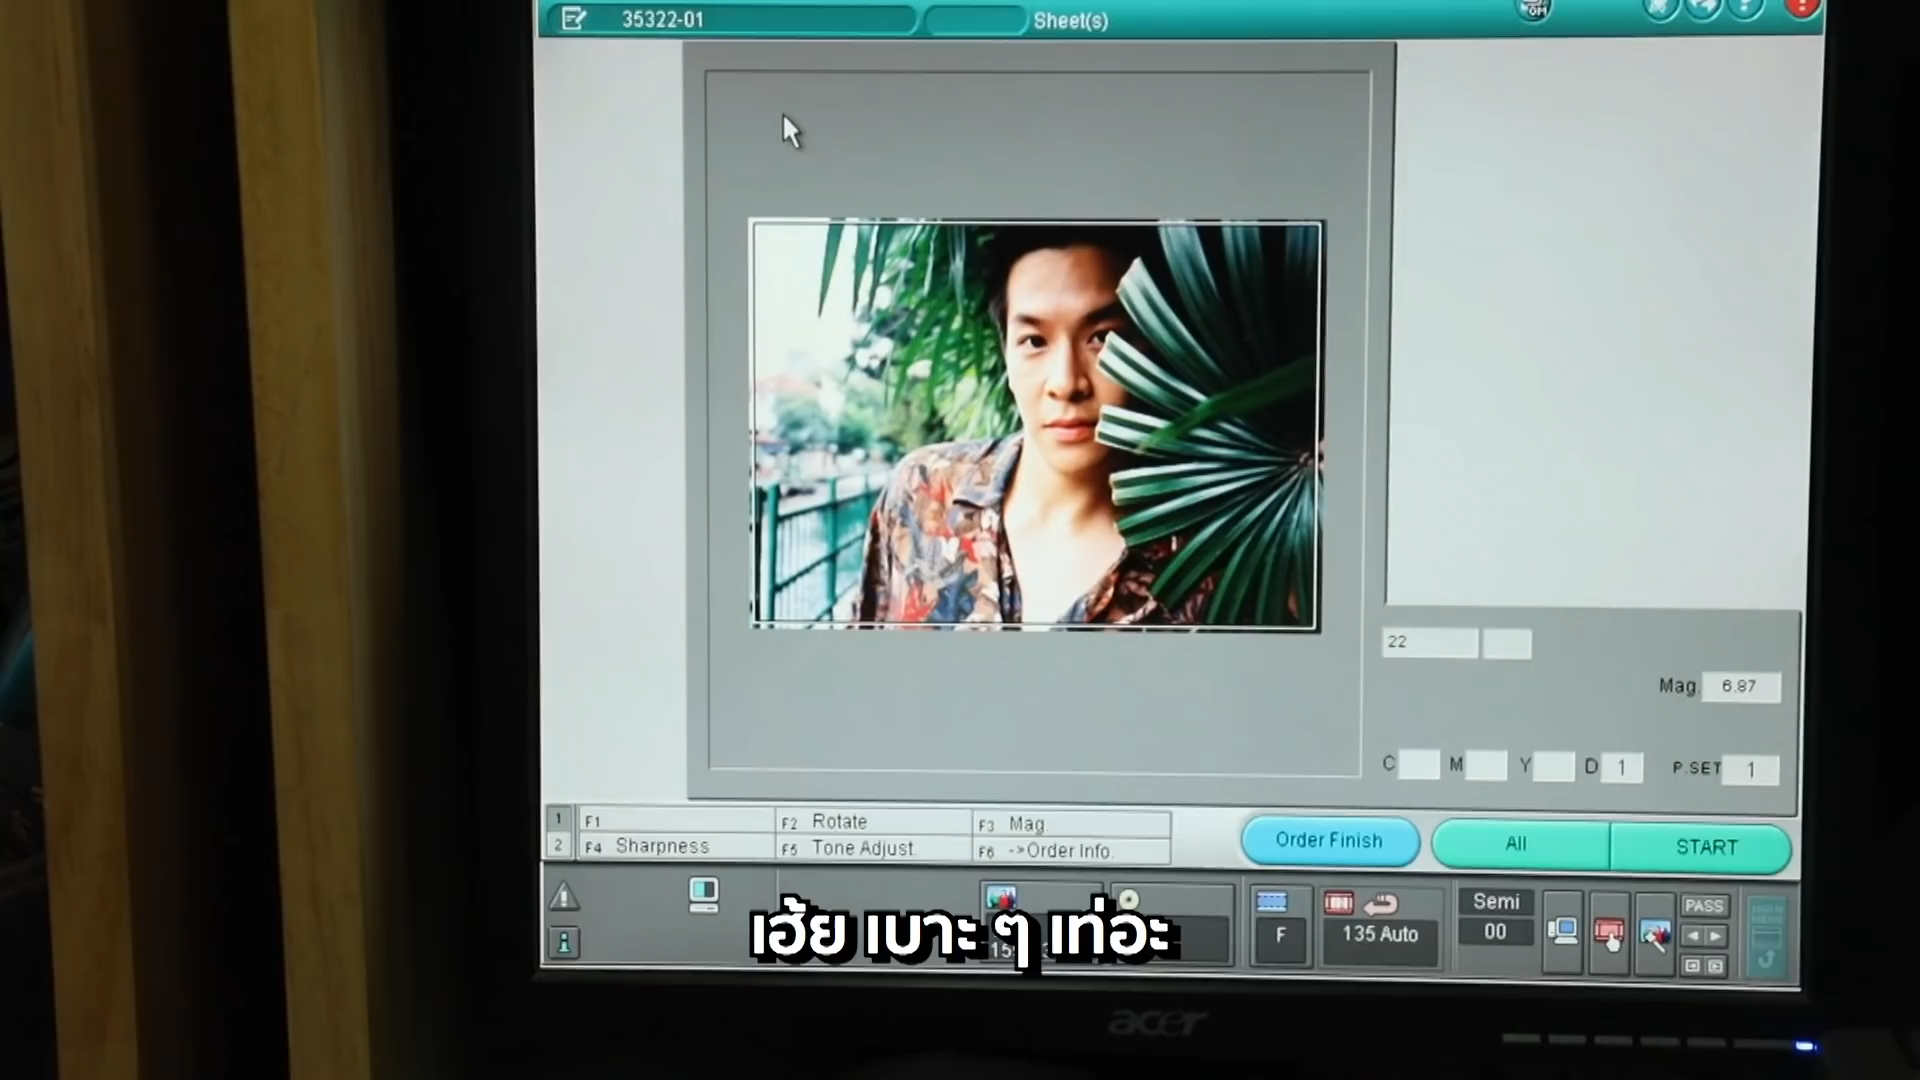 35322-01
Sheet(s)
22
Mag. 6.97
C M Y D 1 P.SET 1
1 F1 F2 Rotate F3 Mag.
2 F4 Sharpness F5 Tone Adjust. F6 ->Order Info.
Order Finish All START
F 135 Auto Semi 00 PASS
เฮ้ย เบาะ ๆ เท่อะ
acer